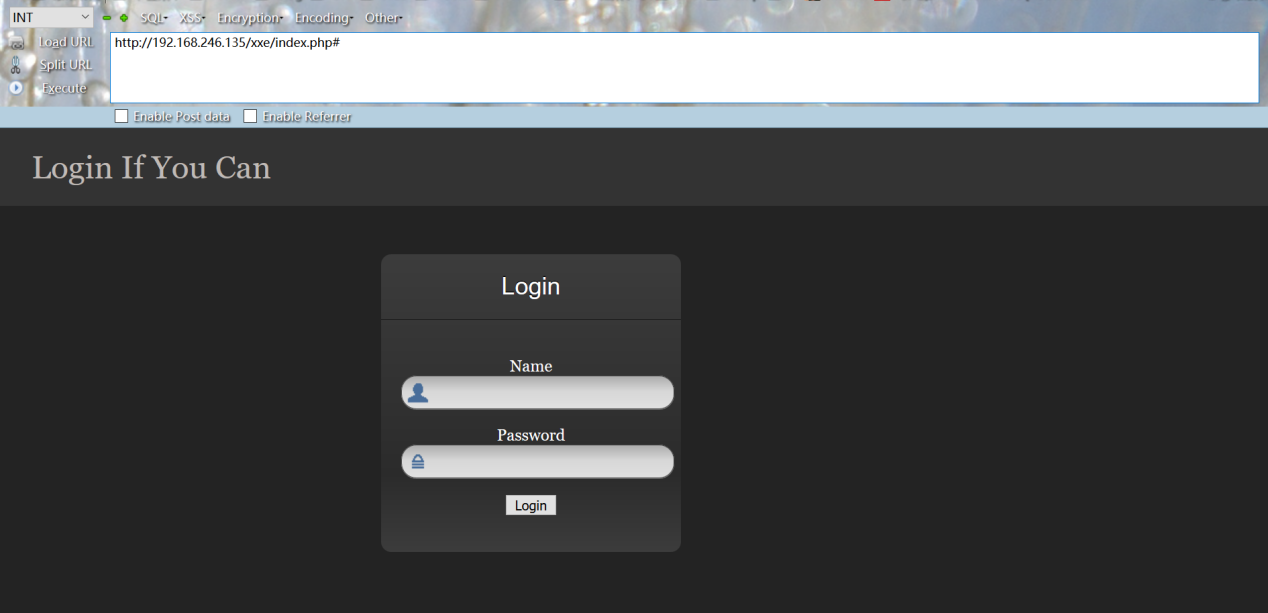 INT SQL XSS Encryption Encoding Other
Load URL http://192.168.246.135/xxe/index.php#
Split URL
Execute
Enable Post data Enable Referrer
Login If You Can
Login
Name
Password
Login